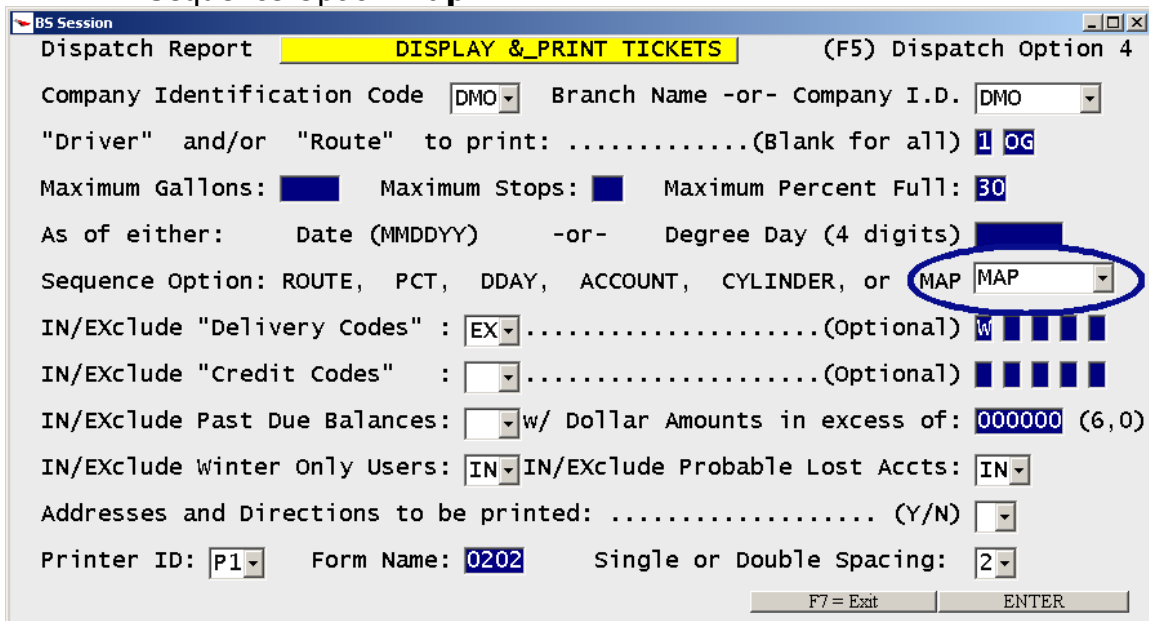 BS Session
Dispatch Report DISPLAY &_PRINT TICKETS (F5) Dispatch Option 4
Company Identification Code DMO Branch Name -or- Company I.D. DMO
"Driver" and/or "Route" to print: .............(Blank for all) 1 OG
Maximum Gallons: Maximum Stops: Maximum Percent Full: 30
As of either: Date (MMDDYY) -or- Degree Day (4 digits)
Sequence Option: ROUTE, PCT, DDAY, ACCOUNT, CYLINDER, or MAP MAP
IN/EXclude "Delivery Codes" : EX ....................(Optional) W
IN/EXclude "Credit Codes" : ....................(Optional)
IN/EXclude Past Due Balances: w/ Dollar Amounts in excess of: 000000 (6,0)
IN/EXclude Winter Only Users: IN IN/EXclude Probable Lost Accts: IN
Addresses and Directions to be printed: ................... (Y/N)
Printer ID: P1 Form Name: 0202 Single or Double Spacing: 2
F7 = Exit ENTER